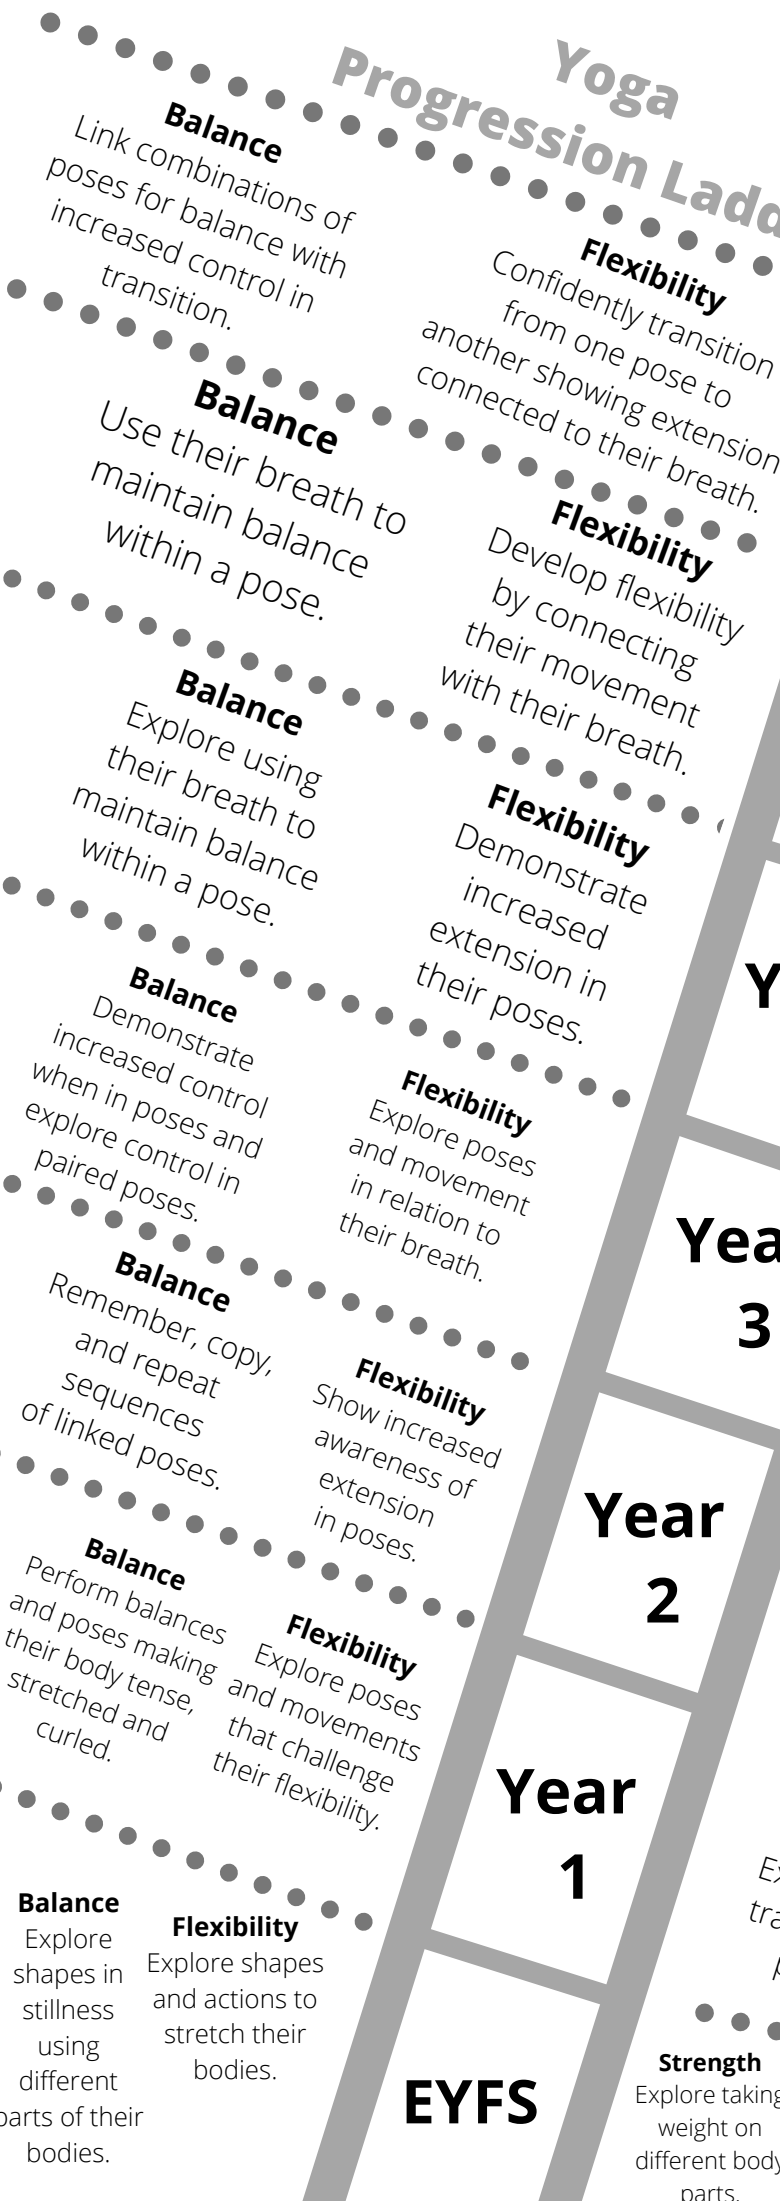 Yoga
Progression
Balance
Link combinations of
poses for balance with
increased control in
transition.
Flexibility
Confidently transition
from one pose to
another showing extension
connected to their breath.
Balance
Use their breath to
maintain balance
within a pose.
Flexibility
Develop flexibility
by connecting
their movement
with their breath.
Balance
Explore using
their breath to
maintain balance
within a pose.
Flexibility
Demonstrate
increased
extension in
their poses.
Balance
Demonstrate
increased control
when in poses and
explore control in
paired poses.
Flexibility
Explore poses
and movement
in relation to
their breath.
3
Balance
Remember, copy,
and repeat
sequences
of linked poses.
Flexibility
Show increased
awareness of
extension
in poses.
Year
2
Balance
Perform balances
and poses making
their body tense,
stretched and
curled.
Flexibility
Explore poses
and movements
that challenge
their flexibility.
Year
1
Balance
Explore
shapes in
stillness
using
different
parts of their
bodies.
Flexibility
Explore shapes
and actions to
stretch their
bodies.
EYFS
Strength
Explore taking
weight on
different body
parts.